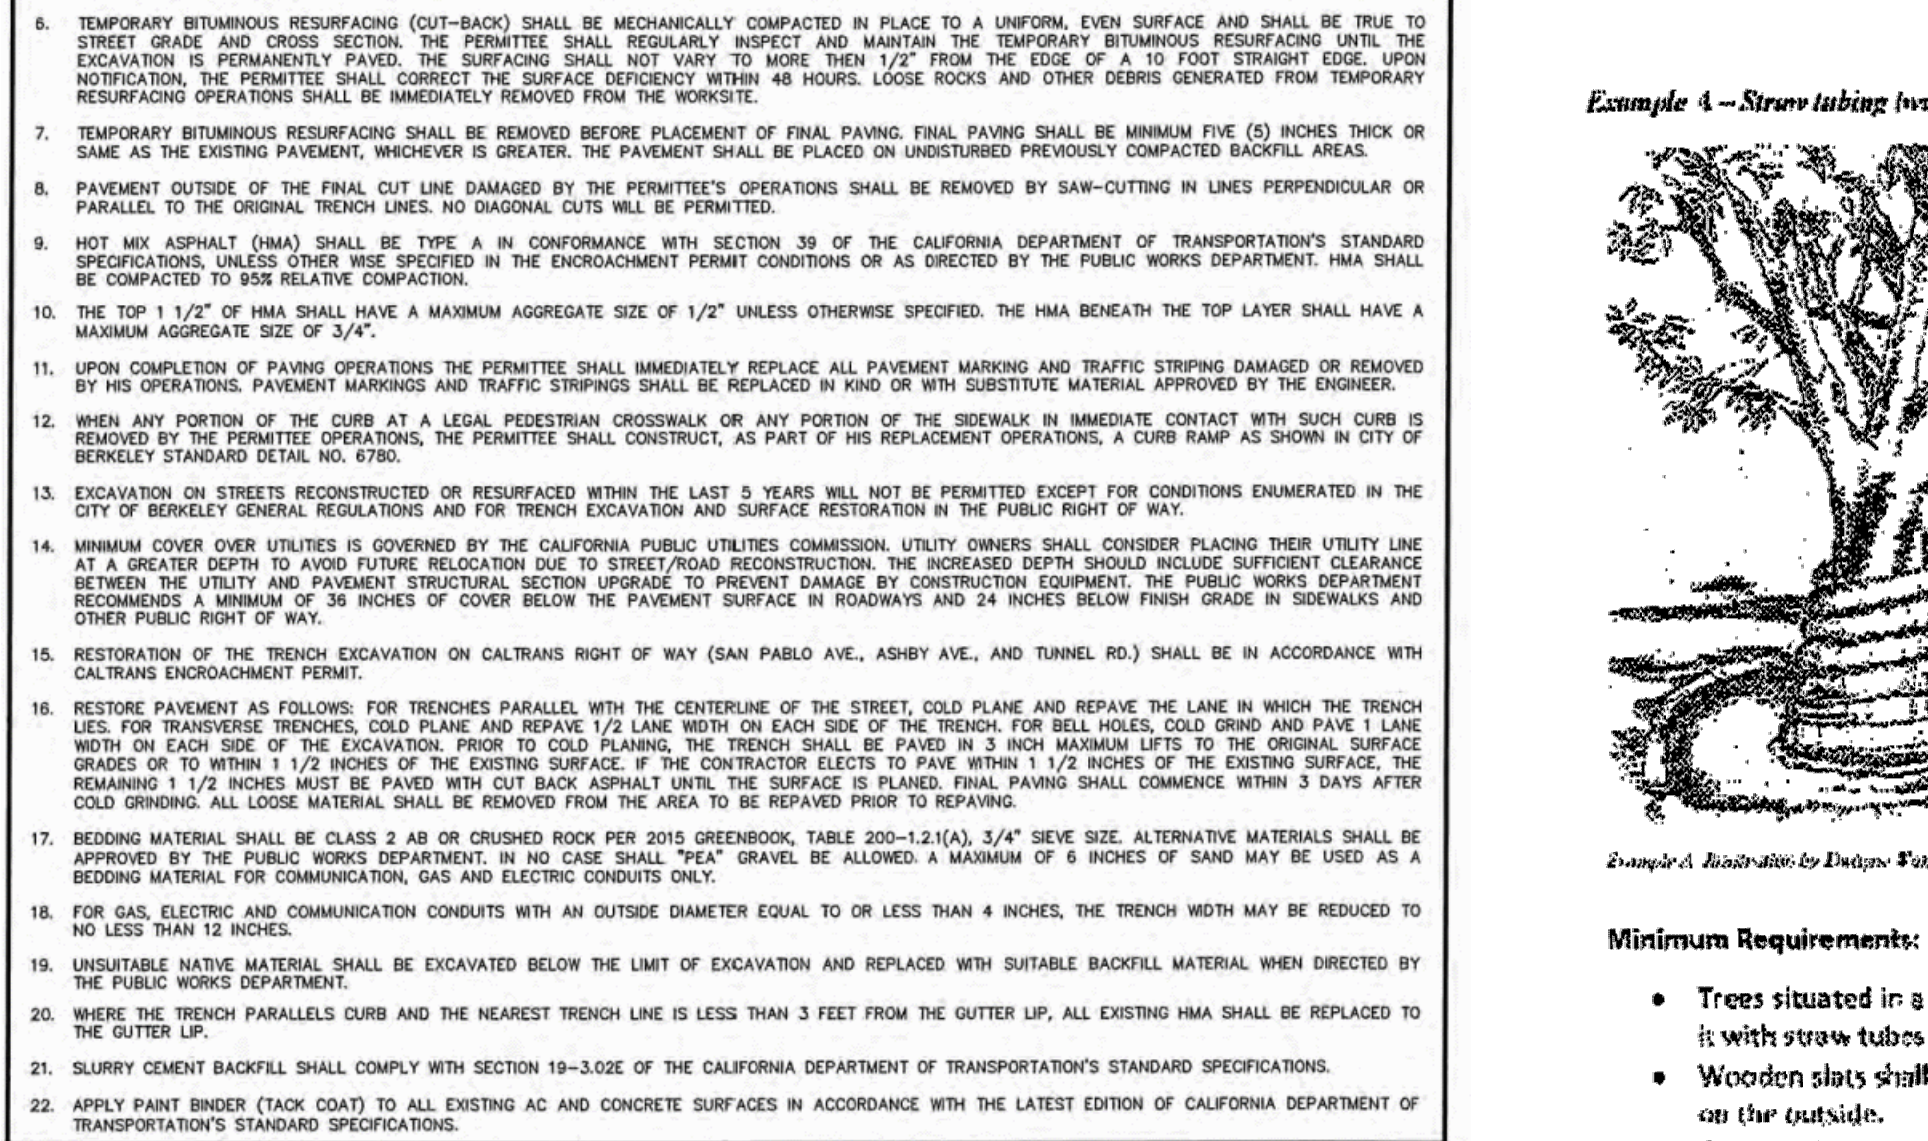 6. TEMPORARY BITUMINOUS RESURFACING (CUT-BACK) SHALL BE MECHANICALLY COMPACTED IN PLACE TO A UNIFORM, EVEN SURFACE AND SHALL BE TRUE TO
STREET GRADE AND CROSS SECTION. THE PERMITTEE SHALL REGULARLY INSPECT AND MAINTAIN THE TEMPORARY BITUMINOUS RESURFACING UNTIL THE
EXCAVATION IS PERMANENTLY PAVED. THE SURFACING SHALL NOT VARY TO MORE THEN 1/2" FROM THE EDGE OF A 10 FOOT STRAIGHT EDGE. UPON
NOTIFICATION, THE PERMITTEE SHALL CORRECT THE SURFACE DEFICIENCY WITHIN 48 HOURS. LOOSE ROCKS AND OTHER DEBRIS GENERATED FROM TEMPORARY
RESURFACING OPERATIONS SHALL BE IMMEDIATELY REMOVED FROM THE WORKSITE.
7. TEMPORARY BITUMINOUS RESURFACING SHALL BE REMOVED BEFORE PLACEMENT OF FINAL PAVING. FINAL PAVING SHALL BE MINIMUM FIVE (5) INCHES THICK OR
SAME AS THE EXISTING PAVEMENT, WHICHEVER IS GREATER. THE PAVEMENT SHALL BE PLACED ON UNDISTURBED PREVIOUSLY COMPACTED BACKFILL AREAS.
8. PAVEMENT OUTSIDE OF THE FINAL CUT LINE DAMAGED BY THE PERMITTEE'S OPERATIONS SHALL BE REMOVED BY SAW-CUTTING IN LINES PERPENDICULAR OR
PARALLEL TO THE ORIGINAL TRENCH LINES. NO DIAGONAL CUTS WILL BE PERMITTED.
9. HOT MIX ASPHALT (HMA) SHALL BE TYPE A IN CONFORMANCE WITH SECTION 39 OF THE CALIFORNIA DEPARTMENT OF TRANSPORTATION'S STANDARD
SPECIFICATIONS, UNLESS OTHER WISE SPECIFIED IN THE ENCROACHMENT PERMIT CONDITIONS OR AS DIRECTED BY THE PUBLIC WORKS DEPARTMENT. HMA SHALL
BE COMPACTED TO 95% RELATIVE COMPACTION.
10. THE TOP 1 1/2" OF HMA SHALL HAVE A MAXIMUM AGGREGATE SIZE OF 1/2" UNLESS OTHERWISE SPECIFIED. THE HMA BENEATH THE TOP LAYER SHALL HAVE A
MAXIMUM AGGREGATE SIZE OF 3/4".
11. UPON COMPLETION OF PAVING OPERATIONS THE PERMITTEE SHALL IMMEDIATELY REPLACE ALL PAVEMENT MARKING AND TRAFFIC STRIPING DAMAGED OR REMOVED
BY HIS OPERATIONS. PAVEMENT MARKINGS AND TRAFFIC STRIPINGS SHALL BE REPLACED IN KIND OR WITH SUBSTITUTE MATERIAL APPROVED BY THE ENGINEER.
12. WHEN ANY PORTION OF THE CURB AT A LEGAL PEDESTRIAN CROSSWALK OR ANY PORTION OF THE SIDEWALK IN IMMEDIATE CONTACT WITH SUCH CURB IS
REMOVED BY THE PERMITTEE OPERATIONS, THE PERMITTEE SHALL CONSTRUCT, AS PART OF HIS REPLACEMENT OPERATIONS, A CURB RAMP AS SHOWN IN CITY OF
BERKELEY STANDARD DETAIL NO. 6780.
13. EXCAVATION ON STREETS RECONSTRUCTED OR RESURFACED WITHIN THE LAST 5 YEARS WILL NOT BE PERMITTED EXCEPT FOR CONDITIONS ENUMERATED IN THE
CITY OF BERKELEY GENERAL REGULATIONS AND FOR TRENCH EXCAVATION AND SURFACE RESTORATION IN THE PUBLIC RIGHT OF WAY.
14. MINIMUM COVER OVER UTILITIES IS GOVERNED BY THE CALIFORNIA PUBLIC UTILITIES COMMISSION. UTILITY OWNERS SHALL CONSIDER PLACING THEIR UTILITY LINE
AT A GREATER DEPTH TO AVOID FUTURE RELOCATION DUE TO STREET/ROAD RECONSTRUCTION. THE INCREASED DEPTH SHOULD INCLUDE SUFFICIENT CLEARANCE
BETWEEN THE UTILITY AND PAVEMENT STRUCTURAL SECTION UPGRADE TO PREVENT DAMAGE BY CONSTRUCTION EQUIPMENT. THE PUBLIC WORKS DEPARTMENT
RECOMMENDS A MINIMUM OF 36 INCHES OF COVER BELOW THE PAVEMENT SURFACE IN ROADWAYS AND 24 INCHES BELOW FINISH GRADE IN SIDEWALKS AND
OTHER PUBLIC RIGHT OF WAY.
15. RESTORATION OF THE TRENCH EXCAVATION ON CALTRANS RIGHT OF WAY (SAN PABLO AVE., ASHBY AVE., AND TUNNEL RD.) SHALL BE IN ACCORDANCE WITH
CALTRANS ENCROACHMENT PERMIT.
16. RESTORE PAVEMENT AS FOLLOWS: FOR TRENCHES PARALLEL WITH THE CENTERLINE OF THE STREET, COLD PLANE AND REPAVE THE LANE IN WHICH THE TRENCH
LIES. FOR TRANSVERSE TRENCHES, COLD PLANE AND REPAVE 1/2 LANE WIDTH ON EACH SIDE OF THE TRENCH. FOR BELL HOLES, COLD GRIND AND PAVE 1 LANE
WIDTH ON EACH SIDE OF THE EXCAVATION. PRIOR TO COLD PLANING, THE TRENCH SHALL BE PAVED IN 3 INCH MAXIMUM LIFTS TO THE ORIGINAL SURFACE
GRADES OR TO WITHIN 1 1/2 INCHES OF THE EXISTING SURFACE. IF THE CONTRACTOR ELECTS TO PAVE WITHIN 1 1/2 INCHES OF THE EXISTING SURFACE, THE
REMAINING 1 1/2 INCHES MUST BE PAVED WITH CUT BACK ASPHALT UNTIL THE SURFACE IS PLANED. FINAL PAVING SHALL COMMENCE WITHIN 3 DAYS AFTER
COLD GRINDING. ALL LOOSE MATERIAL SHALL BE REMOVED FROM THE AREA TO BE REPAVED PRIOR TO REPAVING.
17. BEDDING MATERIAL SHALL BE CLASS 2 AB OR CRUSHED ROCK PER 2015 GREENBOOK, TABLE 200-1.2.1(A), 3/4" SIEVE SIZE. ALTERNATIVE MATERIALS SHALL BE
APPROVED BY THE PUBLIC WORKS DEPARTMENT. IN NO CASE SHALL "PEA" GRAVEL BE ALLOWED. A MAXIMUM OF 6 INCHES OF SAND MAY BE USED AS A
BEDDING MATERIAL FOR COMMUNICATION, GAS AND ELECTRIC CONDUITS ONLY.
18. FOR GAS, ELECTRIC AND COMMUNICATION CONDUITS WITH AN OUTSIDE DIAMETER EQUAL TO OR LESS THAN 4 INCHES, THE TRENCH WIDTH MAY BE REDUCED TO
NO LESS THAN 12 INCHES.
19. UNSUITABLE NATIVE MATERIAL SHALL BE EXCAVATED BELOW THE LIMIT OF EXCAVATION AND REPLACED WITH SUITABLE BACKFILL MATERIAL WHEN DIRECTED BY
THE PUBLIC WORKS DEPARTMENT.
20. WHERE THE TRENCH PARALLELS CURB AND THE NEAREST TRENCH LINE IS LESS THAN 3 FEET FROM THE GUTTER LIP, ALL EXISTING HMA SHALL BE REPLACED TO
THE GUTTER LIP.
21. SLURRY CEMENT BACKFILL SHALL COMPLY WITH SECTION 19-3.02E OF THE CALIFORNIA DEPARTMENT OF TRANSPORTATION'S STANDARD SPECIFICATIONS.
22. APPLY PAINT BINDER (TACK COAT) TO ALL EXISTING AC AND CONCRETE SURFACES IN ACCORDANCE WITH THE LATEST EDITION OF CALIFORNIA DEPARTMENT OF
TRANSPORTATION'S STANDARD SPECIFICATIONS.
Example A – Straw tubing
Example A Illustration by
Minimum Requirements:
• Trees situated in a
it with straw tubes
• Wooden slats shall
on the outside.